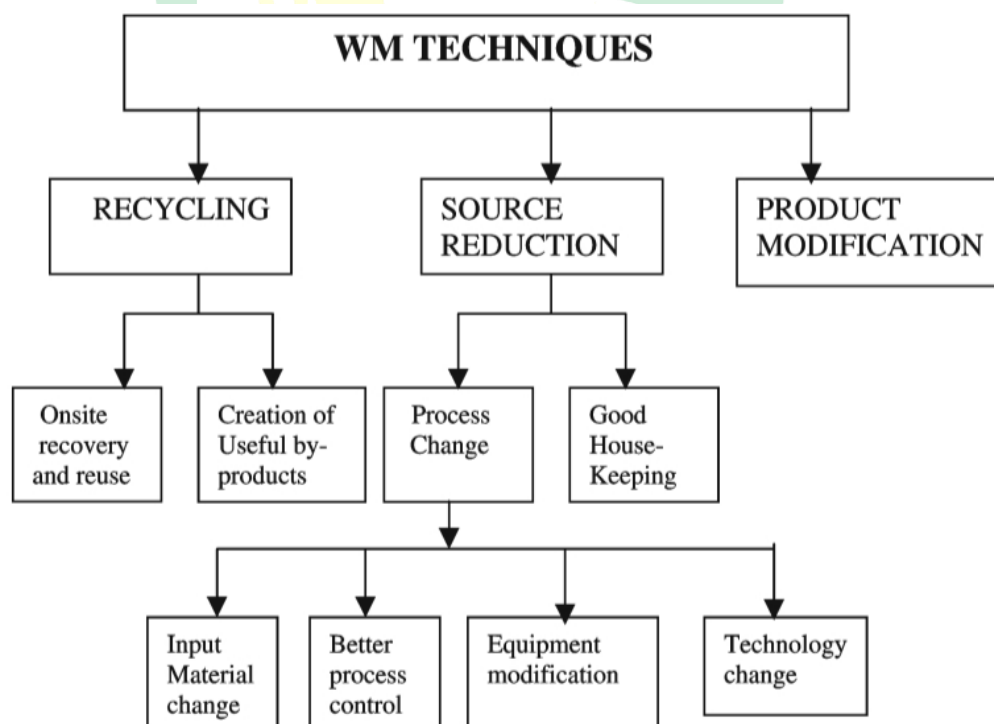 WM TECHNIQUES
RECYCLING
SOURCE
REDUCTION
PRODUCT
MODIFICATION
Onsite
recovery
and reuse
Creation of
Useful by-
products
Process
Change
Good
House-
Keeping
Input
Material
change
Better
process
control
Equipment
modification
Technology
change